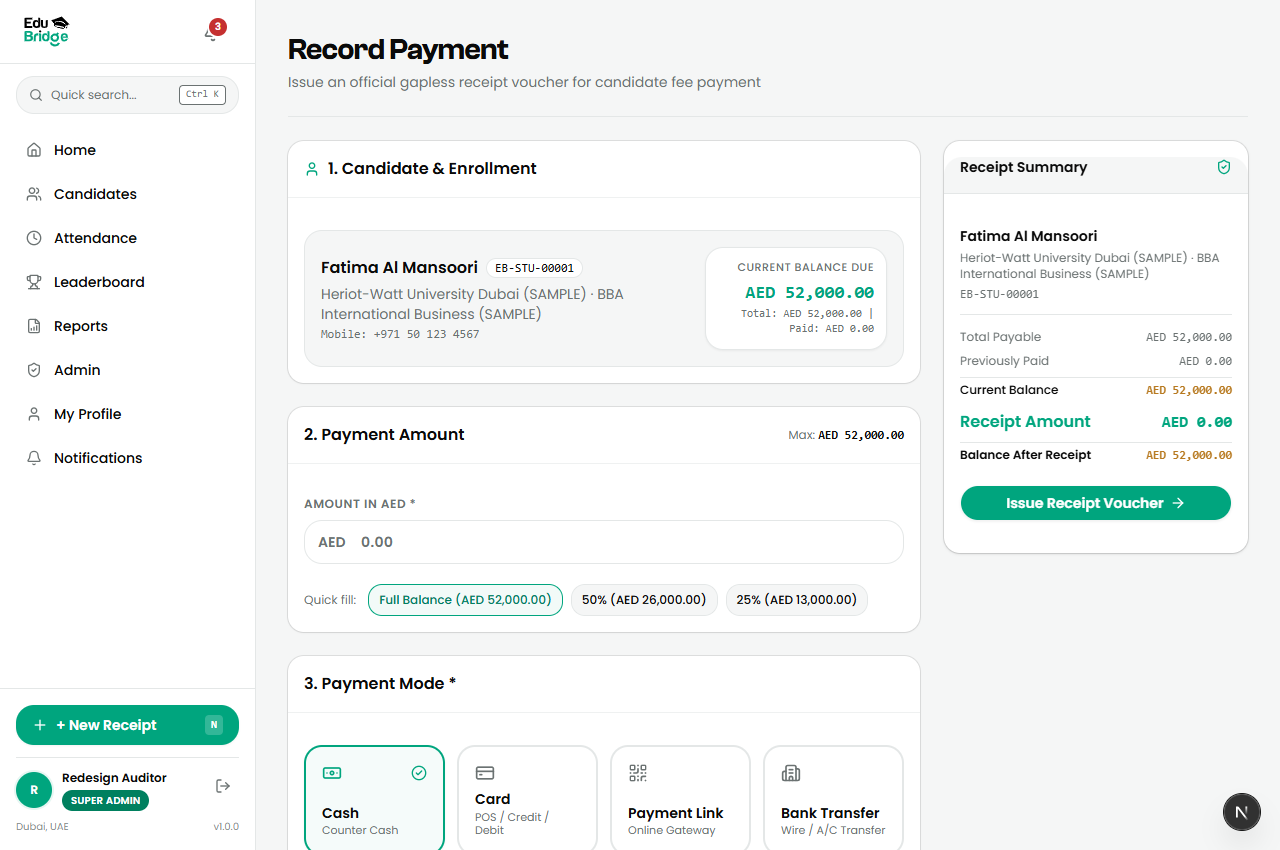 Edu
Bridge
3
Quick search...
Ctrl K
Home
Candidates
Attendance
Leaderboard
Reports
Admin
My Profile
Notifications
+ New Receipt
N
R
Redesign Auditor
SUPER ADMIN
Dubai, UAE
v1.0.0
Record Payment
Issue an official gapless receipt voucher for candidate fee payment
1. Candidate & Enrollment
Fatima Al Mansoori
EB-STU-00001
Heriot-Watt University Dubai (SAMPLE) · BBA
International Business (SAMPLE)
Mobile: +971 50 123 4567
CURRENT BALANCE DUE
AED 52,000.00
Total: AED 52,000.00 |
Paid: AED 0.00
2. Payment Amount
Max: AED 52,000.00
AMOUNT IN AED *
AED 0.00
Quick fill:
Full Balance (AED 52,000.00)
50% (AED 26,000.00)
25% (AED 13,000.00)
3. Payment Mode *
Cash
Counter Cash
Card
POS / Credit /
Debit
Payment Link
Online Gateway
Bank Transfer
Wire / A/C Transfer
Receipt Summary
Fatima Al Mansoori
Heriot-Watt University Dubai (SAMPLE) · BBA
International Business (SAMPLE)
EB-STU-00001
Total Payable AED 52,000.00
Previously Paid AED 0.00
Current Balance AED 52,000.00
Receipt Amount AED 0.00
Balance After Receipt AED 52,000.00
Issue Receipt Voucher →
N